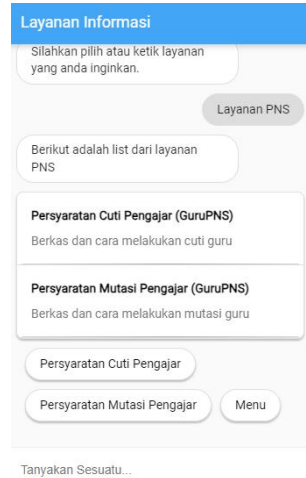 Layanan Informasi
Silahkan pilih atau ketik layanan
yang anda inginkan.
Layanan PNS
Berikut adalah list dari layanan
PNS
Persyaratan Cuti Pengajar (GuruPNS)
Berkas dan cara melakukan cuti guru
Persyaratan Mutasi Pengajar (GuruPNS)
Berkas dan cara melakukan mutasi guru
Persyaratan Cuti Pengajar
Persyaratan Mutasi Pengajar
Menu
Tanyakan Sesuatu...